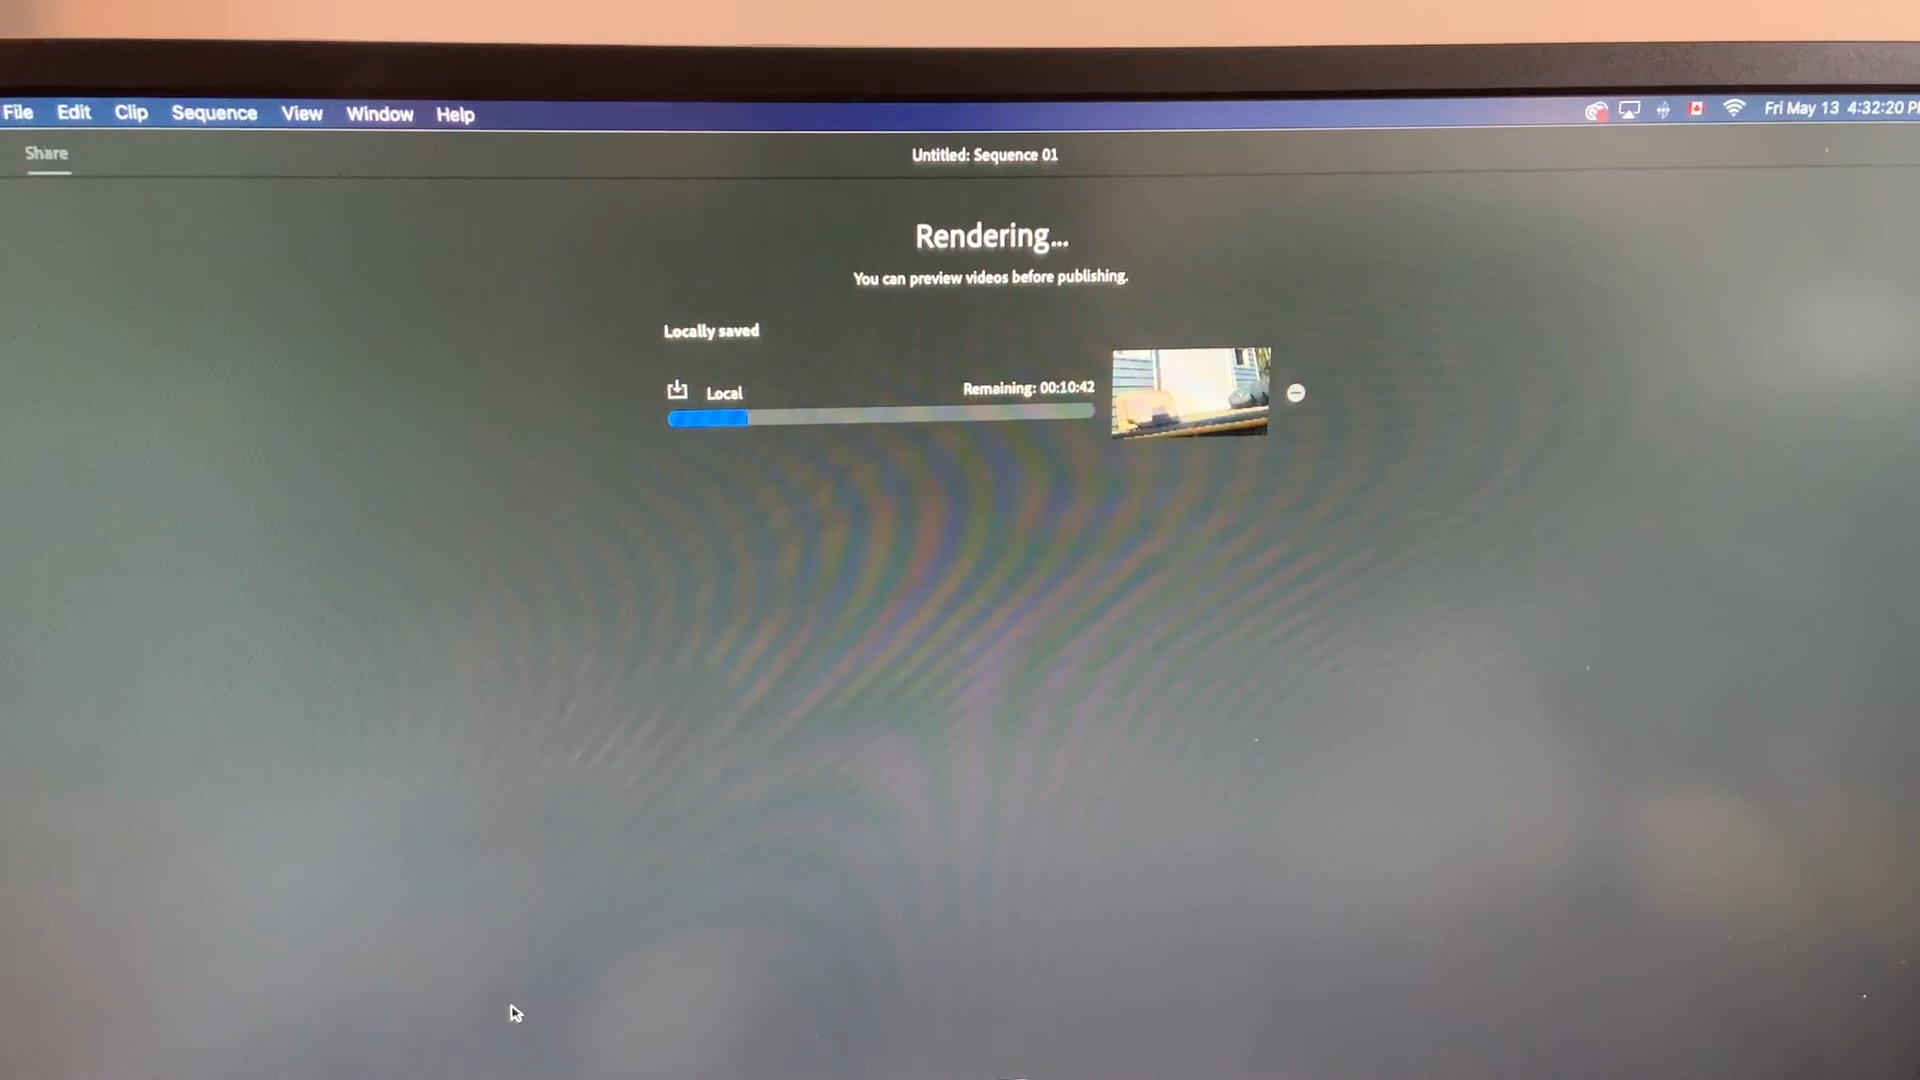 File Edit Clip Sequence View Window Help Fri May 13 4:32:20 P
Share Untitled: Sequence 01
Rendering...
You can preview videos before publishing.
Locally saved
Local Remaining: 00:10:42